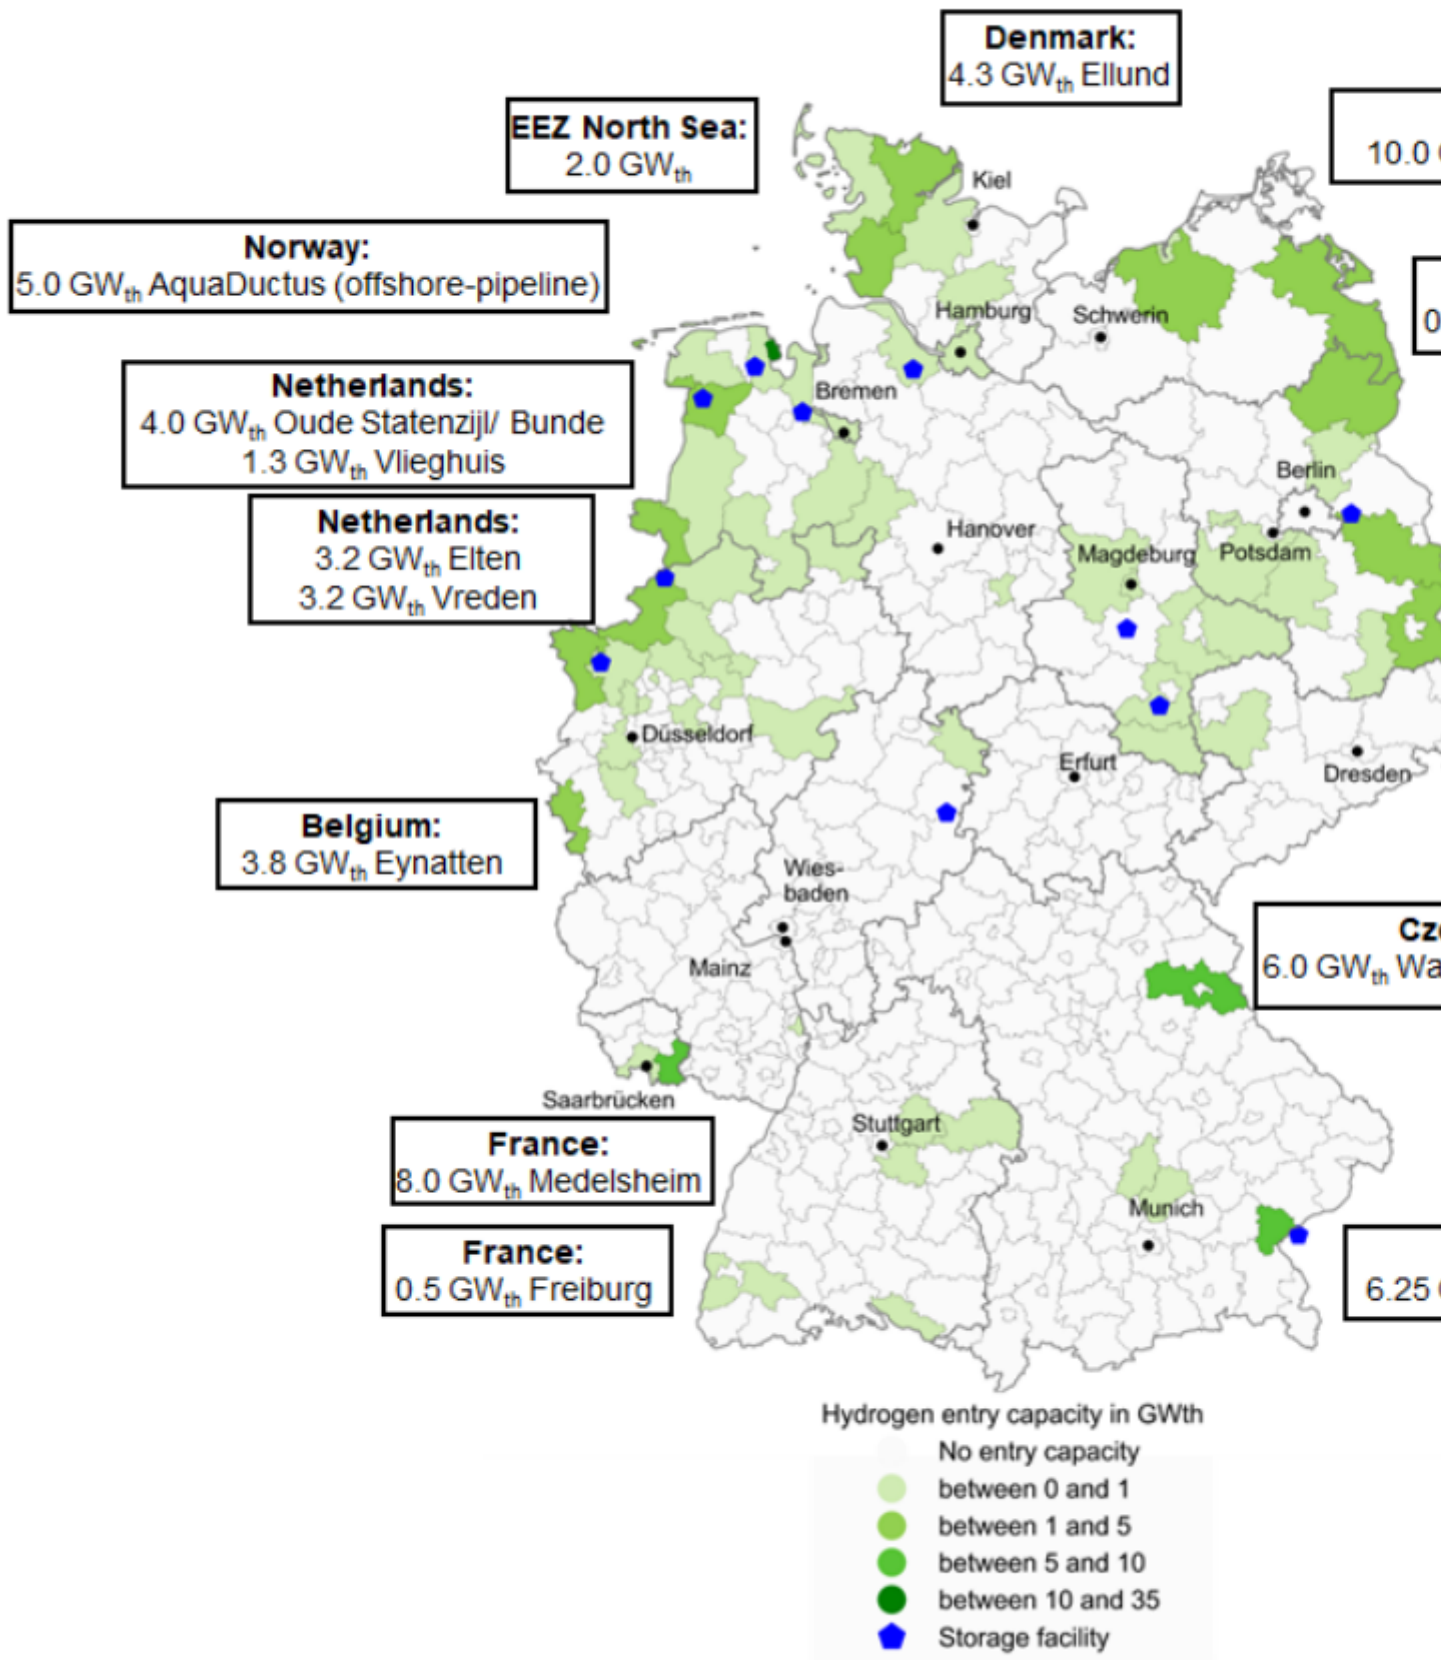 Denmark:
4.3 GWth Ellund
EEZ North Sea:
2.0 GWth
10.0
Kiel
Norway:
5.0 GWth AquaDuctus (offshore-pipeline)
0
Hamburg
Schwerin
Netherlands:
4.0 GWth Oude Statenzijl/ Bunde
1.3 GWth Vlieghuis
Bremen
Berlin
Netherlands:
3.2 GWth Elten
3.2 GWth Vreden
Hanover
Magdeburg
Potsdam
Düsseldorf
Erfurt
Dresden
Belgium:
3.8 GWth Eynatten
Wies-
baden
Mainz
Cze
6.0 GWth Wa
Saarbrücken
France:
8.0 GWth Medelsheim
Stuttgart
Munich
France:
0.5 GWth Freiburg
6.25
Hydrogen entry capacity in GWth
No entry capacity
between 0 and 1
between 1 and 5
between 5 and 10
between 10 and 35
Storage facility